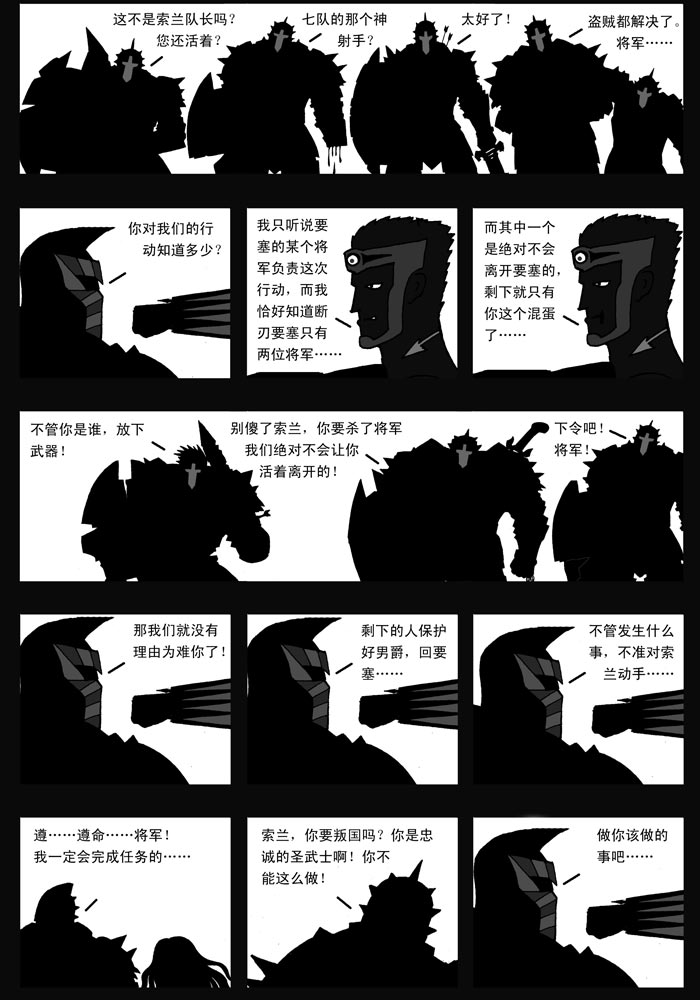 这不是索兰队长吗？
您还活着？
七队的那个神
射手？
太好了！
盗贼都解决了。
将军……
你对我们的行
动知道多少？
我只听说要
塞的某个将
军负责这次
行动，而我
恰好知道断
刃要塞只有
两位将军……
而其中一个
是绝对不会
离开要塞的，
剩下就只有
你这个混蛋
了……
不管你是谁，放下
武器！
别傻了索兰，你要杀了将军
我们绝对不会让你
活着离开的！
下令吧！
将军！
那我们就没有
理由为难你了！
剩下的人保护
好男爵，回要
塞……
不管发生什么
事，不准对索
兰动手……
遵……遵命……将军！
我一定会完成任务的……
索兰，你要叛国吗？你是忠
诚的圣武士啊！你不
能这么做！
做你该做的
事吧……